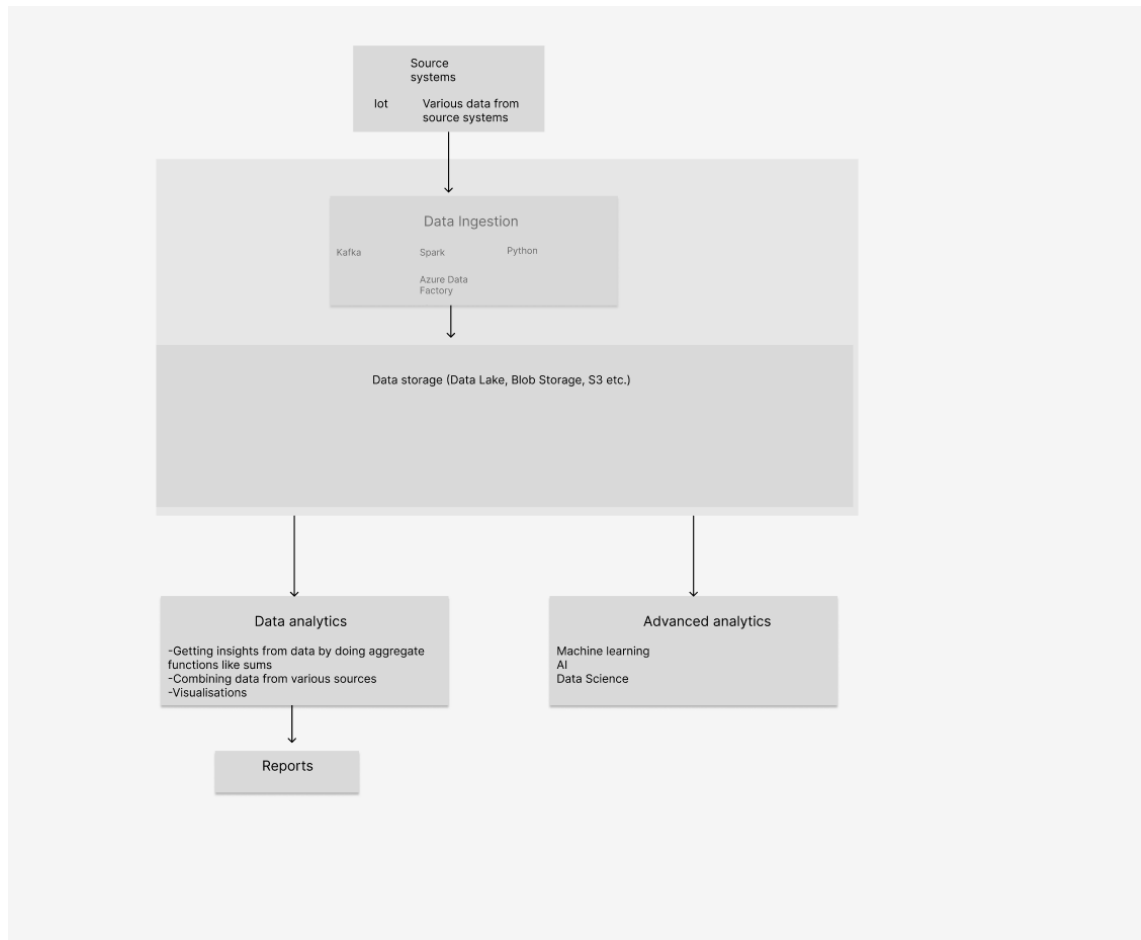 Source
systems
Iot
Various data from
source systems
Data Ingestion
Kafka
Spark
Python
Azure Data
Factory
Data storage (Data Lake, Blob Storage, S3 etc.)
Data analytics
-Getting insights from data by doing aggregate
functions like sums
-Combining data from various sources
-Visualisations
Advanced analytics
Machine learning
AI
Data Science
Reports